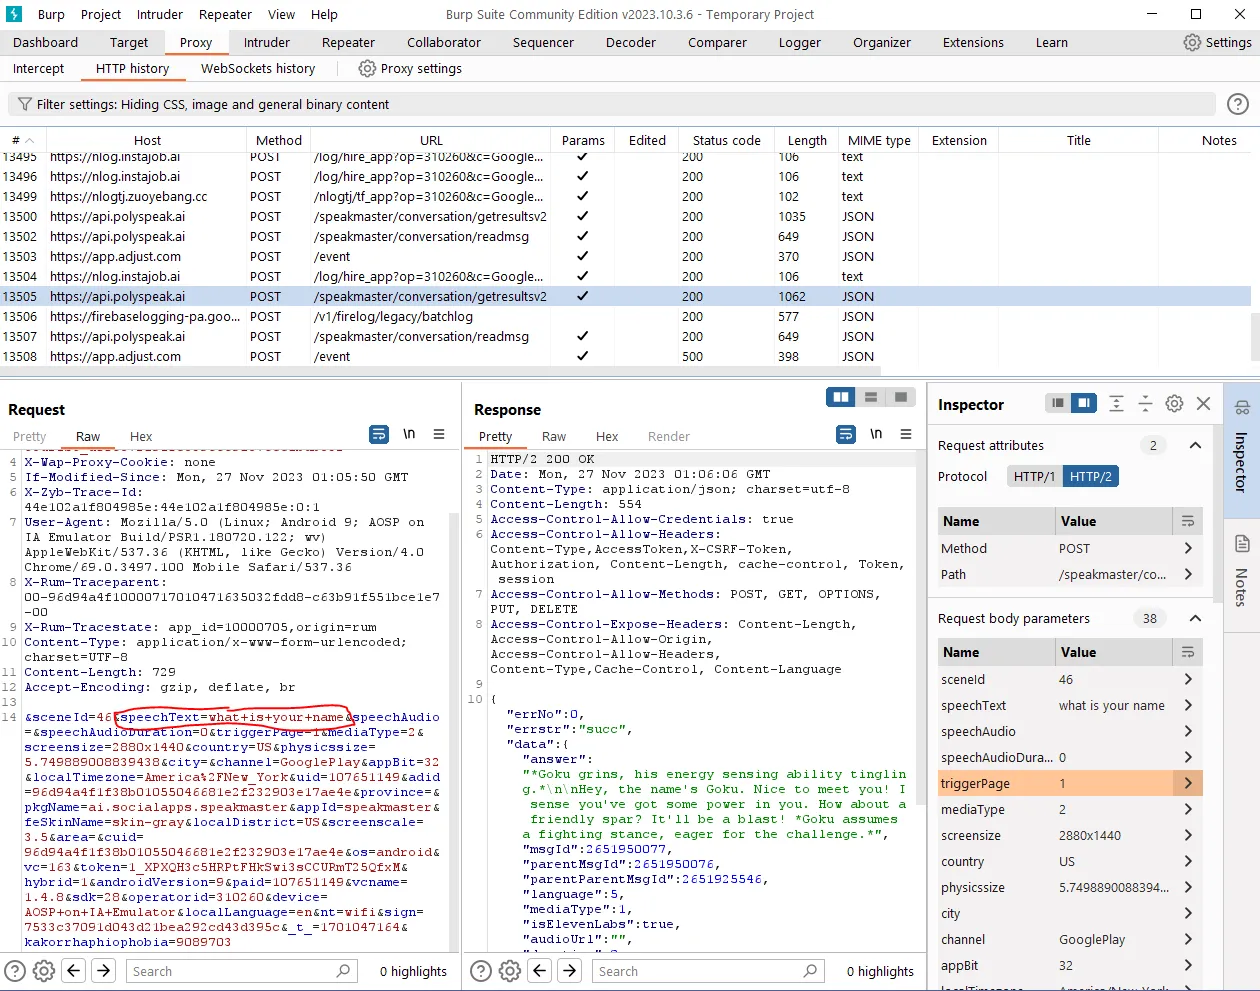 Burp Project Intruder Repeater View Help Burp Suite Community Edition v2023.10.3.6 - Temporary Project
Dashboard Target Proxy Intruder Repeater Collaborator Sequencer Decoder Comparer Logger Organizer Extensions Learn Settings
Intercept HTTP history WebSockets history Proxy settings
Filter settings: Hiding CSS, image and general binary content
# Host Method URL Params Edited Status code Length MIME type Extension Title Notes
13495 https://nlog.instajob.ai POST /log/hire_app?op=310260&c=Google... ✓ 200 106 text
13496 https://nlog.instajob.ai POST /log/hire_app?op=310260&c=Google... ✓ 200 106 text
13499 https://nlogtj.zuoyebang.cc POST /nlogtj/tf_app?op=310260&c=Googl... ✓ 200 102 text
13500 https://api.polyspeak.ai POST /speakmaster/conversation/getresultsv2 ✓ 200 1035 JSON
13502 https://api.polyspeak.ai POST /speakmaster/conversation/readmsg ✓ 200 649 JSON
13503 https://app.adjust.com POST /event ✓ 200 370 JSON
13504 https://nlog.instajob.ai POST /log/hire_app?op=310260&c=Google... ✓ 200 106 text
13505 https://api.polyspeak.ai POST /speakmaster/conversation/getresultsv2 ✓ 200 1062 JSON
13506 https://firebaselogging-pa.goo... POST /v1/firelog/legacy/batchlog 200 577 JSON
13507 https://api.polyspeak.ai POST /speakmaster/conversation/readmsg ✓ 200 649 JSON
13508 https://app.adjust.com POST /event ✓ 500 398 JSON
Request
Pretty Raw Hex \n
4 X-Wap-Proxy-Cookie: none
5 If-Modified-Since: Mon, 27 Nov 2023 01:05:50 GMT
6 X-Zyb-Trace-Id:
44e102a1f804985e:44e102a1f804985e:0:1
7 User-Agent: Mozilla/5.0 (Linux; Android 9; AOSP on
IA Emulator Build/PSR1.180720.122; wv)
AppleWebKit/537.36 (KHTML, like Gecko) Version/4.0
Chrome/69.0.3497.100 Mobile Safari/537.36
8 X-Rum-Traceparent:
00-96d94a4f10000717010471635032fdd8-c63b91f551bce1e7
-00
9 X-Rum-Tracestate: app_id=10000705,origin=rum
10 Content-Type: application/x-www-form-urlencoded;
charset=UTF-8
11 Content-Length: 729
12 Accept-Encoding: gzip, deflate, br
13
14 &sceneId=46&speechText=what+is+your+name&speechAudio
=&speechAudioDuration=0&triggerPage=1&mediaType=2&
screensize=2880x1440&country=US&physicssize=
5.749889008839438&city=&channel=GooglePlay&appBit=32
&localTimezone=America%2FNew_York&uid=107651149&adid
=96d94a4f1f38b01055046681e2f232903e17ae4e&province=&
pkgName=ai.socialapps.speakmaster&appId=speakmaster&
feSkinName=skin-gray&localDistrict=US&screenscale=
3.5&area=&cuid=
96d94a4f1f38b01055046681e2f232903e17ae4e&os=android&
vc=163&token=1_XPXQH3c5HRPtFHkSwi3sCCURmT25QfxM&
hybrid=1&androidVersion=9&paid=107651149&vcname=
1.4.8&sdk=28&operatorid=310260&device=
AOSP+on+IA+Emulator&localLanguage=en&nt=wifi&sign=
7533c37091d043d21bea292cd43d395c&_t_=1701047164&
kakorrhaphiophobia=9089703
Search 0 highlights
Response
Pretty Raw Hex Render \n
1 HTTP/2 200 OK
2 Date: Mon, 27 Nov 2023 01:06:06 GMT
3 Content-Type: application/json; charset=utf-8
4 Content-Length: 554
5 Access-Control-Allow-Credentials: true
6 Access-Control-Allow-Headers:
Content-Type,AccessToken,X-CSRF-Token,
Authorization, Content-Length, cache-control, Token,
session
7 Access-Control-Allow-Methods: POST, GET, OPTIONS,
PUT, DELETE
8 Access-Control-Expose-Headers: Content-Length,
Access-Control-Allow-Origin,
Access-Control-Allow-Headers,
Content-Type,Cache-Control, Content-Language
9
10 {
"errNo":0,
"errstr":"succ",
"data":{
"answer":
"*Goku grins, his energy sensing ability tinglin
g.*\n\nHey, the name's Goku. Nice to meet you! I
sense you've got some power in you. How about a
friendly spar? It'll be a blast! *Goku assumes
a fighting stance, eager for the challenge.*",
"msgId":2651950077,
"parentMsgId":2651950076,
"parentParentMsgId":2651925546,
"language":5,
"mediaType":1,
"isElevenLabs":true,
"audioUrl":"",
Search 0 highlights
Inspector
Request attributes 2
Protocol HTTP/1 HTTP/2
Name Value
Method POST
Path /speakmaster/co...
Request body parameters 38
Name Value
sceneId 46
speechText what is your name
speechAudio
speechAudioDura... 0
triggerPage 1
mediaType 2
screensize 2880x1440
country US
physicssize 5.7498890088394...
city
channel GooglePlay
appBit 32
localTimezone America/New_York
Inspector
Notes